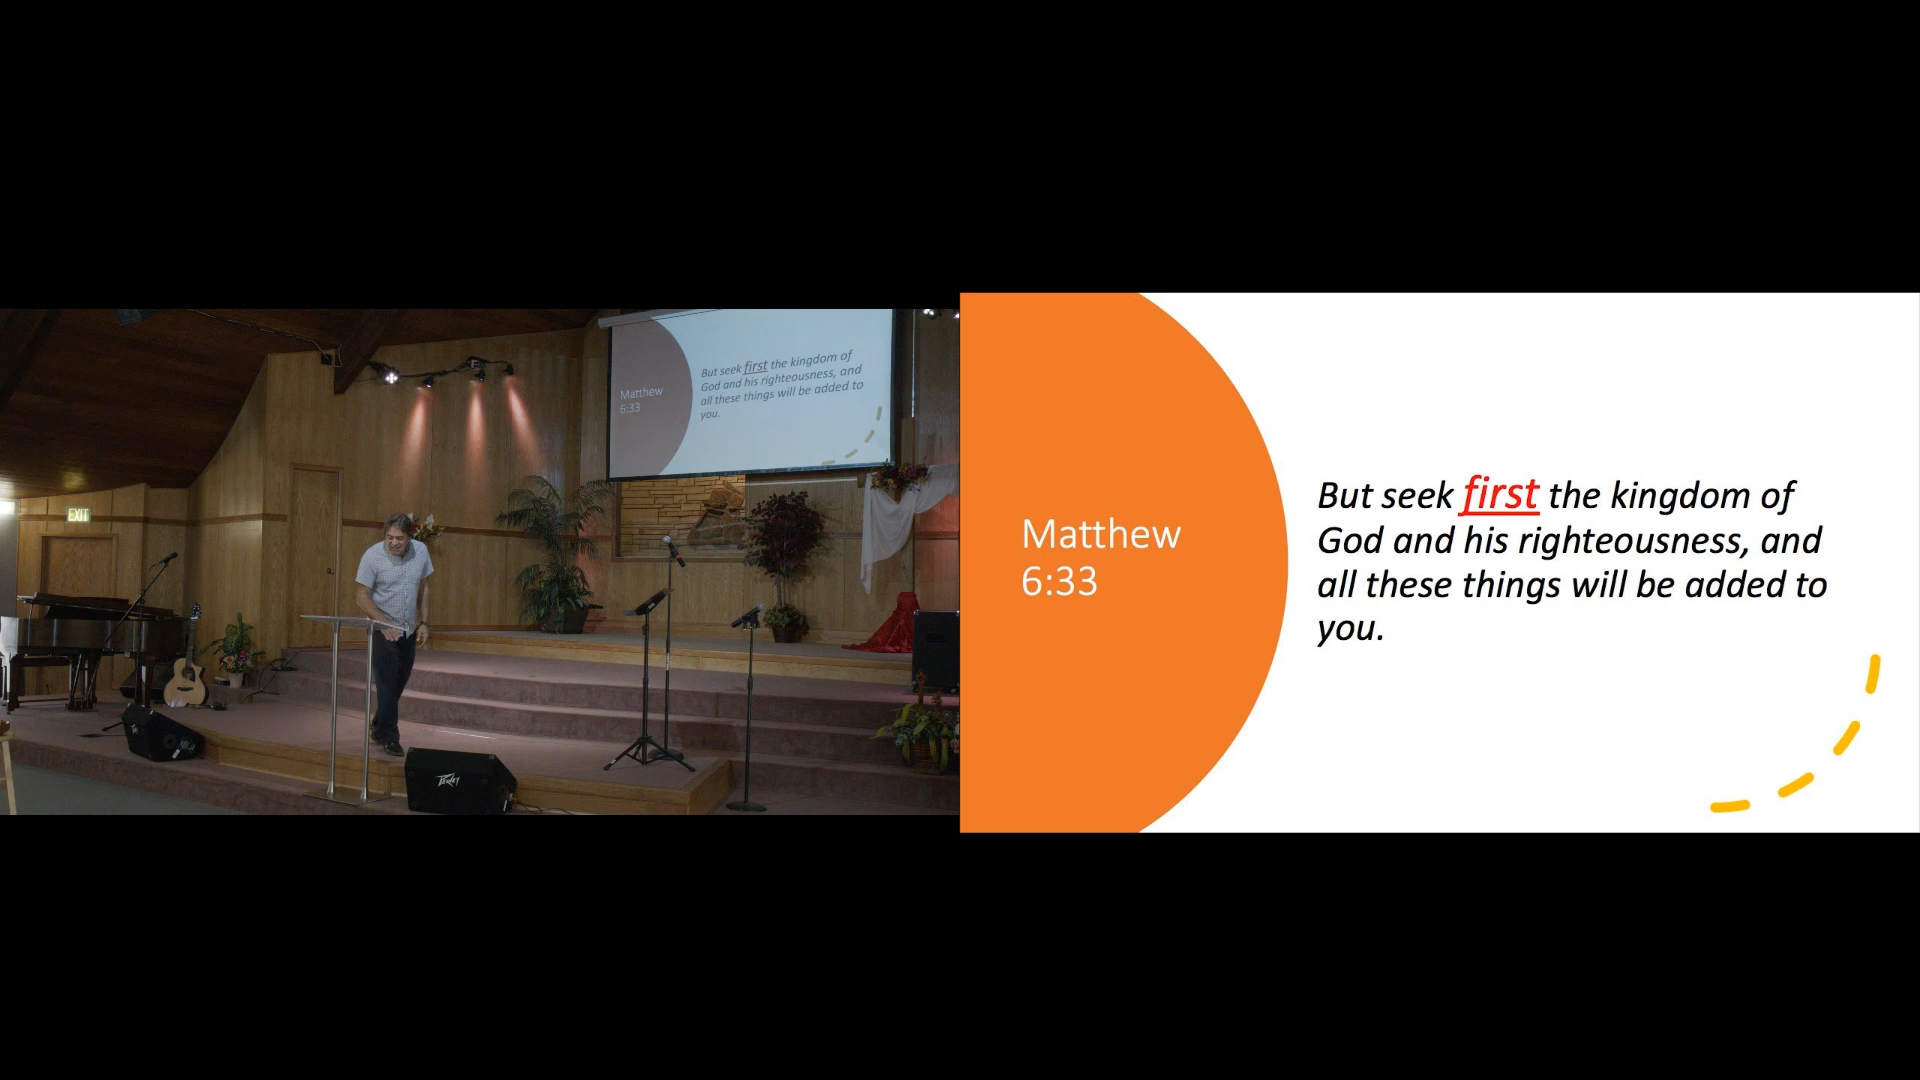 EXIT
Matthew
6:33
But seek first the kingdom of
God and his righteousness, and
all these things will be added to
you.
Peavey
Matthew
6:33
But seek first the kingdom of
God and his righteousness, and
all these things will be added to
you.